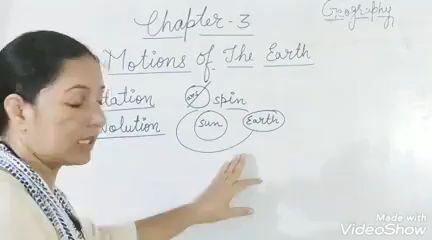 Geography
Chapter-3
Motions of The Earth
tation
spin
volution
Sun
Earth
Made with
VideoShow